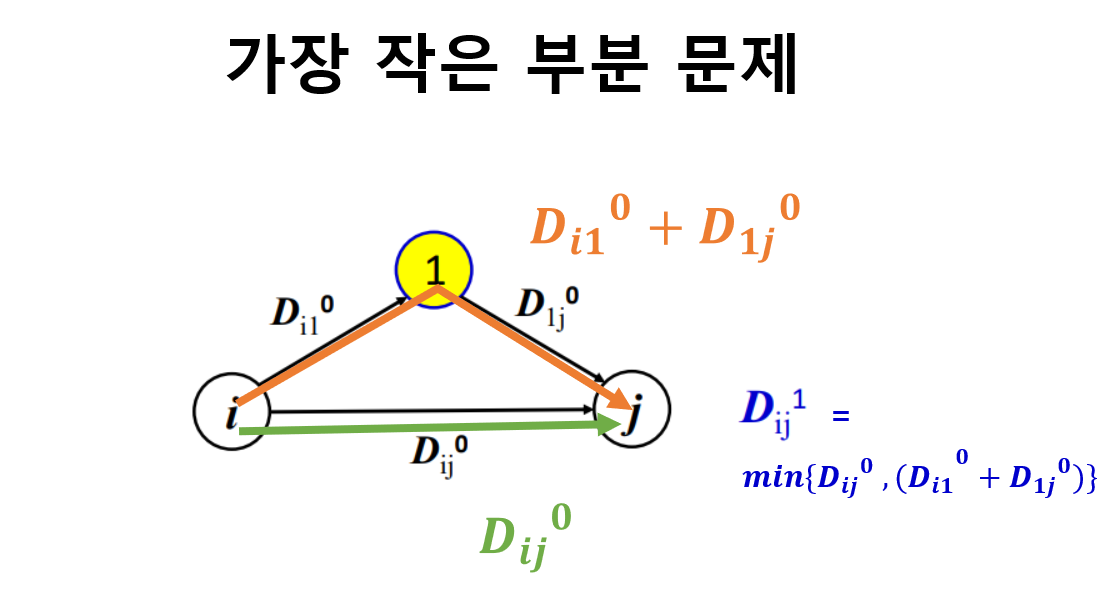 가장 작은 부분 문제
D_{i1}^0 + D_{1j}^0
1
D_{i1}^0
D_{1j}^0
i
j
D_{ij}^0
D_{ij}^1 =
min{D_{ij}^0 , (D_{i1}^0 + D_{1j}^0)}
D_{ij}^0